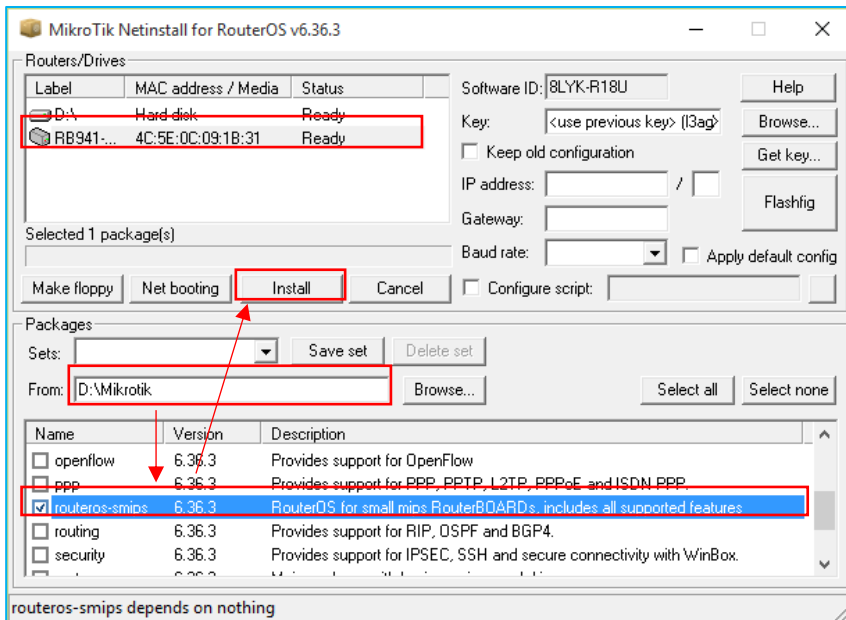 MikroTik Netinstall for RouterOS v6.36.3
Routers/Drives
Label MAC address / Media Status
D:\ Hard disk Ready
RB941-... 4C:5E:0C:09:1B:31 Ready
Selected 1 package(s)
Make floppy Net booting Install Cancel
Software ID: 8LYK-R18U Help
Key: <use previous key> (l3ag> Browse...
Keep old configuration Get key...
IP address: / Flashfig
Gateway:
Baud rate: Apply default config
Configure script:
Packages
Sets: Save set Delete set
From: D:\Mikrotik Browse... Select all Select none
Name Version Description
openflow 6.36.3 Provides support for OpenFlow
ppp 6.36.3 Provides support for PPP, PPTP, L2TP, PPPoE and ISDN PPP.
routeros-smips 6.36.3 RouterOS for small mips RouterBOARDs, includes all supported features
routing 6.36.3 Provides support for RIP, OSPF and BGP4.
security 6.36.3 Provides support for IPSEC, SSH and secure connectivity with WinBox.
routeros-smips depends on nothing